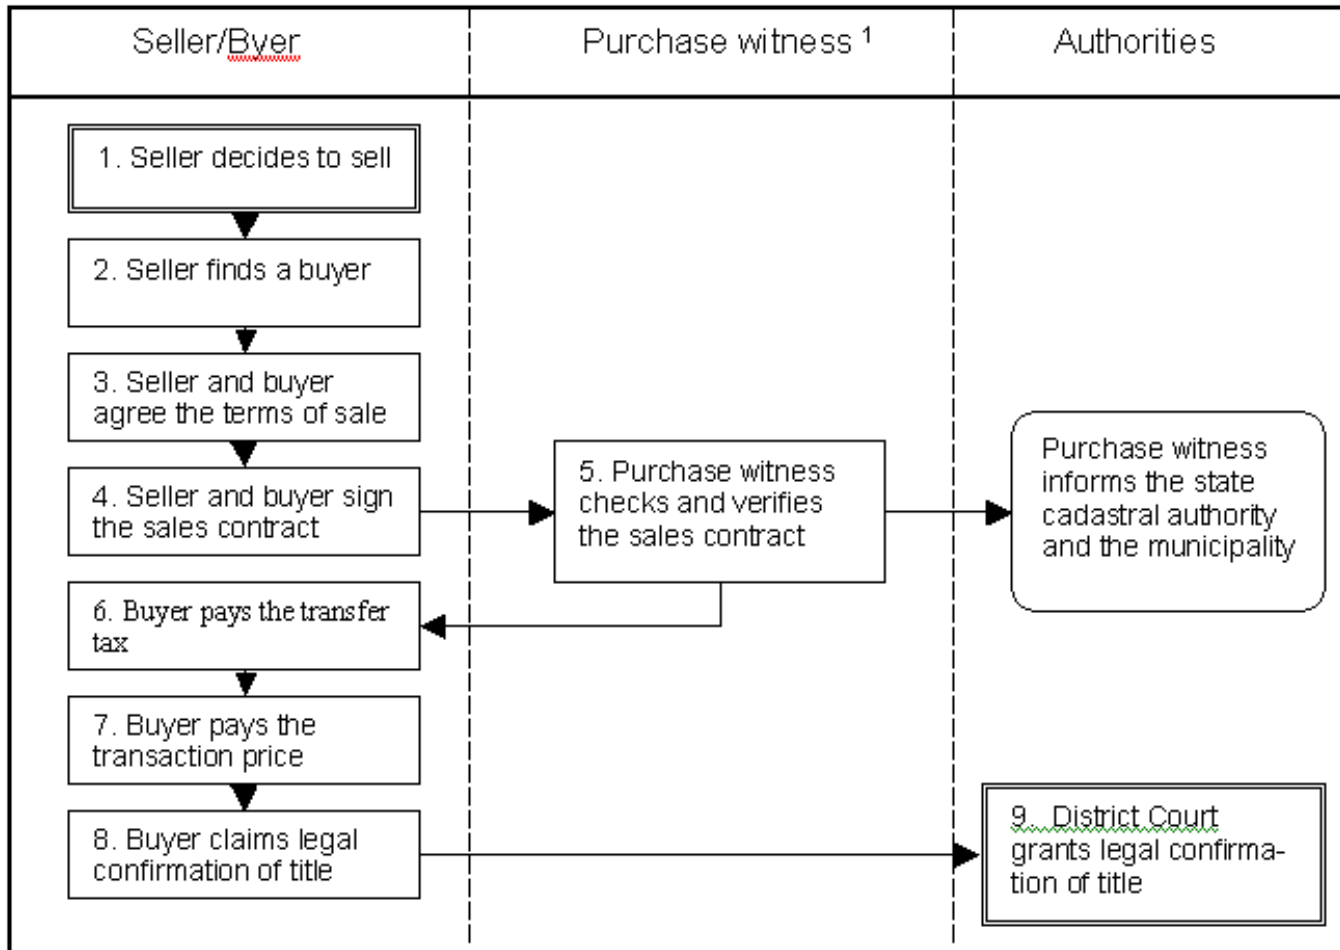 Seller/Byer
Purchase witness 1
Authorities
1. Seller decides to sell
2. Seller finds a buyer
3. Seller and buyer
agree the terms of sale
4. Seller and buyer sign
the sales contract
5. Purchase witness
checks and verifies
the sales contract
Purchase witness
informs the state
cadastral authority
and the municipality
6. Buyer pays the transfer
tax
7. Buyer pays the
transaction price
8. Buyer claims legal
confirmation of title
9. District Court
grants legal confirma-
tion of title